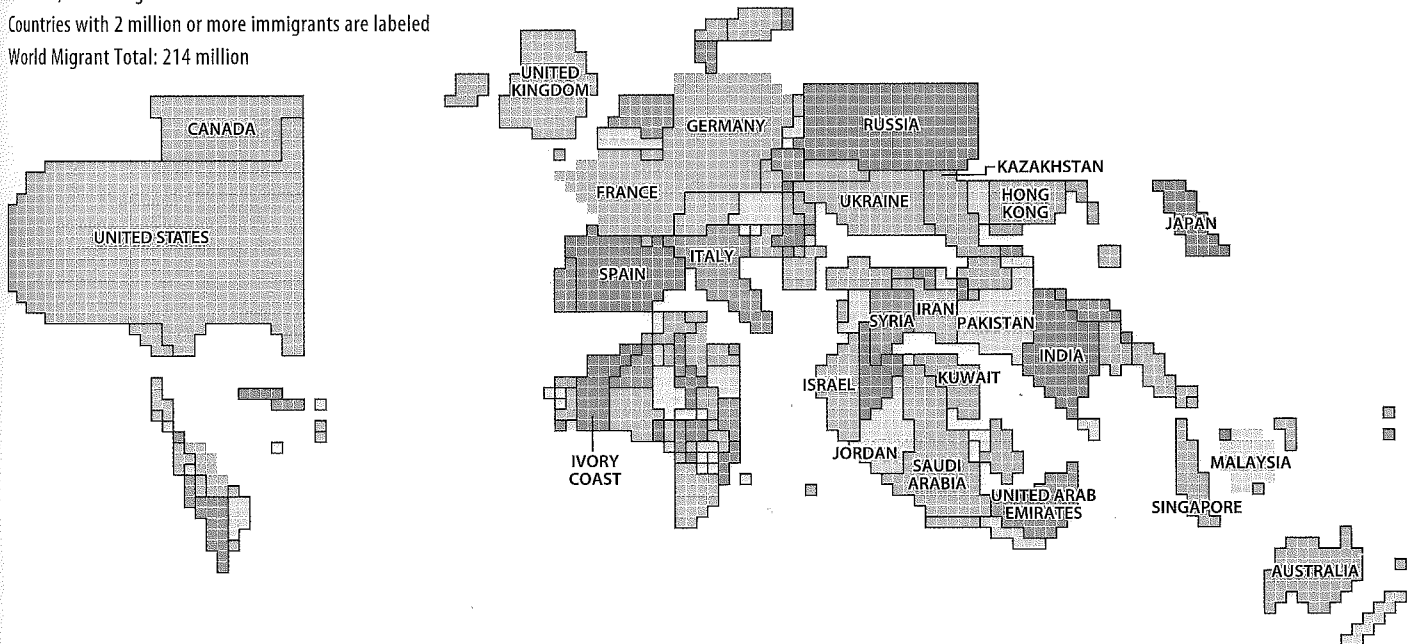 Countries with 2 million or more immigrants are labeled
World Migrant Total: 214 million
UNITED
KINGDOM
CANADA
GERMANY
RUSSIA
KAZAKHSTAN
FRANCE
UKRAINE
HONG
KONG
JAPAN
UNITED STATES
ITALY
SPAIN
IRAN
SYRIA
PAKISTAN
INDIA
ISRAEL
KUWAIT
JORDAN
IVORY
COAST
SAUDI
ARABIA
MALAYSIA
UNITED ARAB
EMIRATES
SINGAPORE
AUSTRALIA